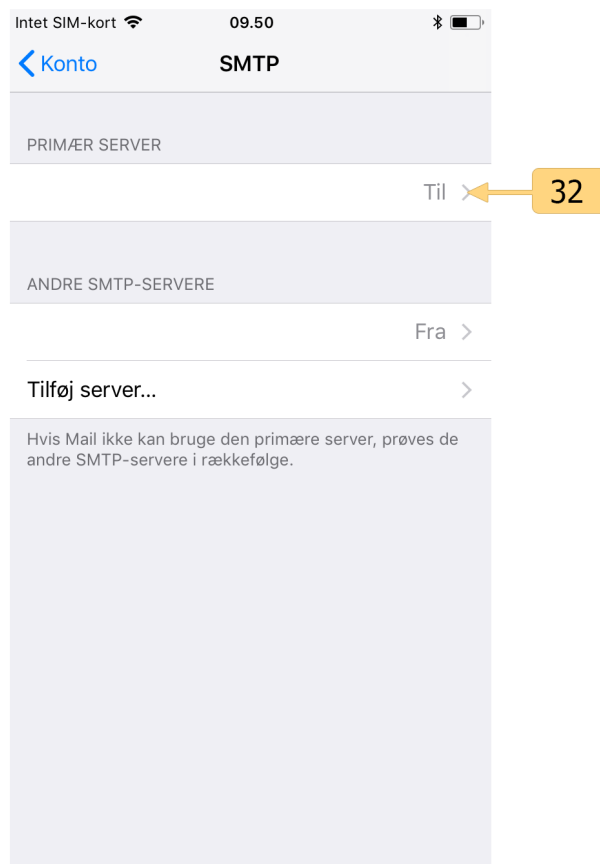 Intet SIM-kort 09.50
Konto SMTP
PRIMÆR SERVER
Til 32
ANDRE SMTP-SERVERE
Fra
Tilføj server...
Hvis Mail ikke kan bruge den primære server, prøves de
andre SMTP-servere i rækkefølge.